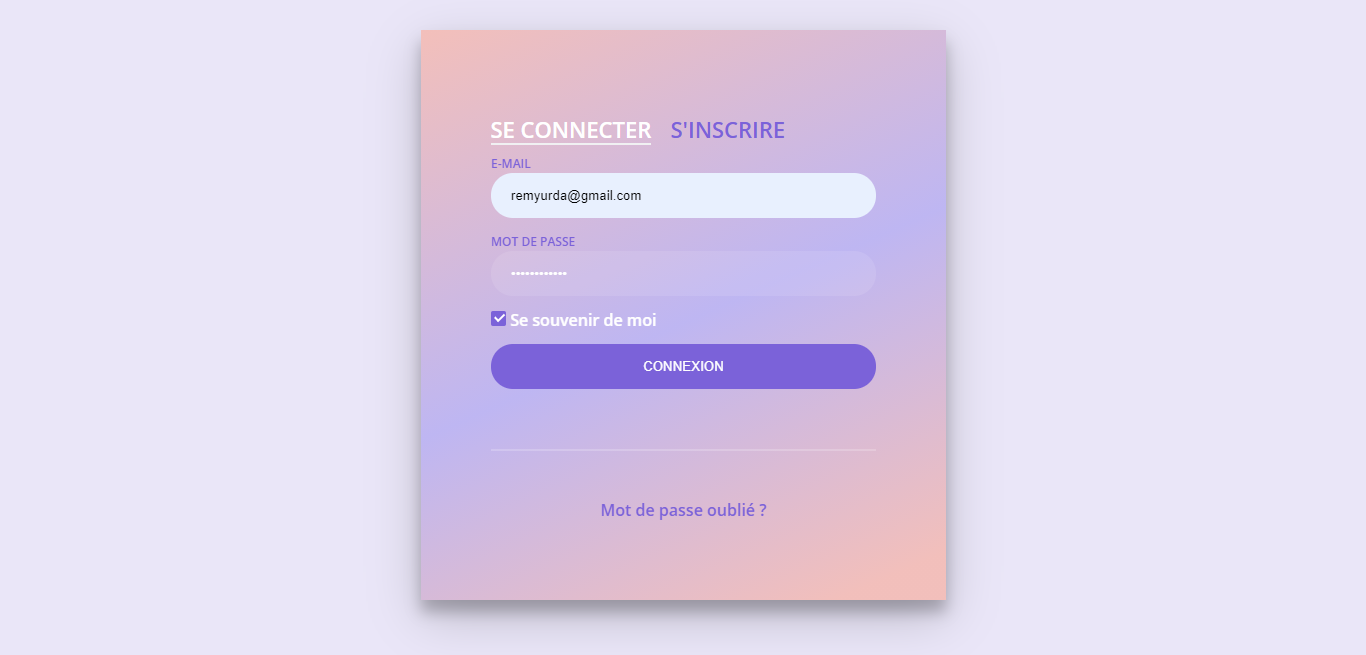 SE CONNECTER S'INSCRIRE
E-MAIL
remyurda@gmail.com
MOT DE PASSE
••••••••••••
Se souvenir de moi
CONNEXION
Mot de passe oublié ?